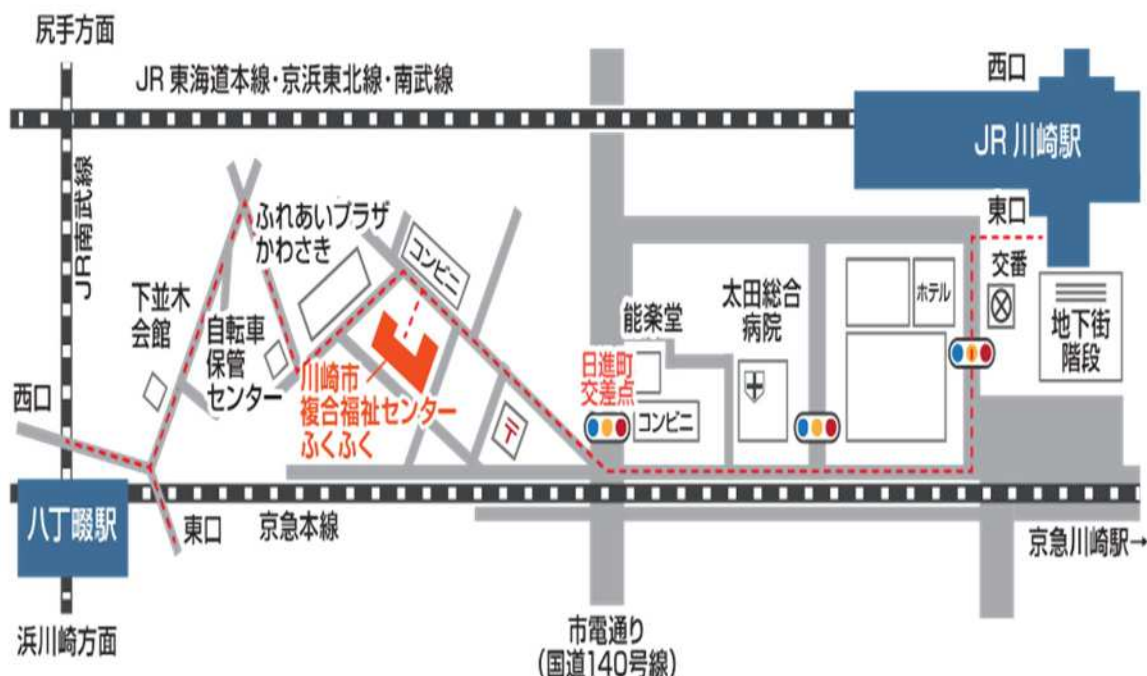 尻手方面
JR 東海道本線・京浜東北線・南武線
西口
JR 川崎駅
JR南武線
東口
ふれあいプラザ
かわさき
コンビニ
交番
下並木
会館
自転車
保管
センター
能楽堂
太田総合
病院
ホテル
地下街
階段
川崎市
複合福祉センター
ふくふく
日進町
交差点
コンビニ
〒
西口
八丁畷駅
東口
京急本線
京急川崎駅→
浜川崎方面
市電通り
(国道140号線)